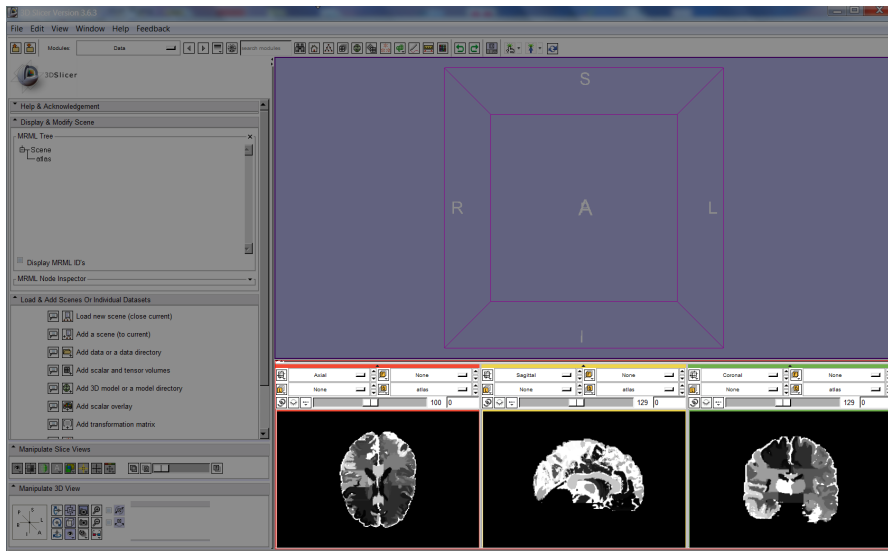 3DSlicer Version 3.6.3
File Edit View Window Help Feedback
Modules: Data search modules
3DSlicer
Help & Acknowledgement
Display & Modify Scene
MRML Tree
Scene
atlas
Display MRML ID's
MRML Node Inspector
Load & Add Scenes Or Individual Datasets
Load new scene (close current)
Add a scene (to current)
Add data or a data directory
Add scalar and tensor volumes
Add 3D model or a model directory
Add scalar overlay
Add transformation matrix
Manipulate Slice Views
Manipulate 3D View
P S L R I A
S
R A L
I
Axial None Sagittal None Coronal None
None atlas None atlas None atlas
100 0 129 0 129 0